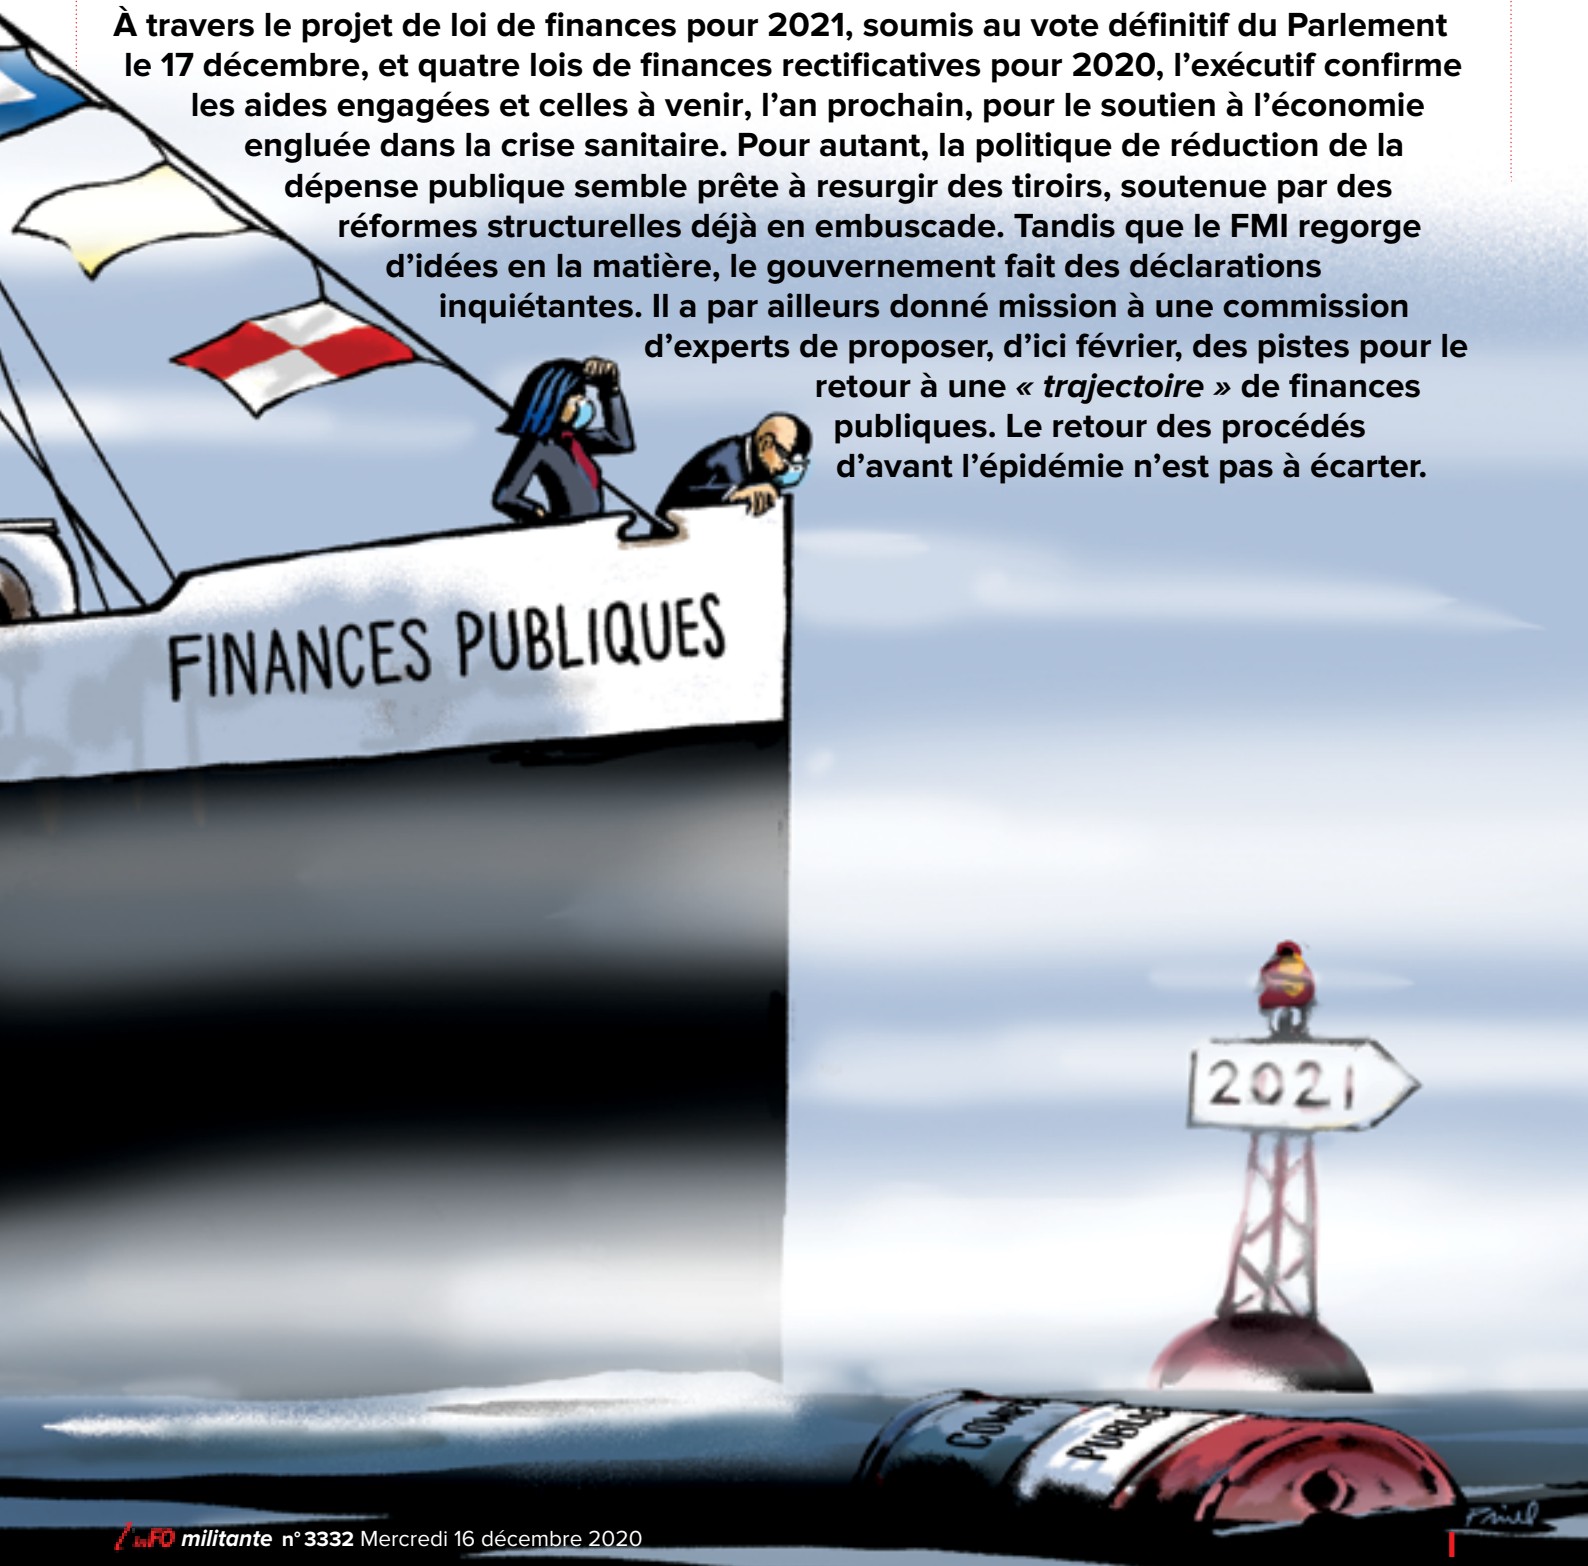 À travers le projet de loi de finances pour 2021, soumis au vote définitif du Parlement
le 17 décembre, et quatre lois de finances rectificatives pour 2020, l’exécutif confirme
les aides engagées et celles à venir, l’an prochain, pour le soutien à l’économie
engluée dans la crise sanitaire. Pour autant, la politique de réduction de la
dépense publique semble prête à resurgir des tiroirs, soutenue par des
réformes structurelles déjà en embuscade. Tandis que le FMI regorge
d’idées en la matière, le gouvernement fait des déclarations
inquiétantes. Il a par ailleurs donné mission à une commission
d’experts de proposer, d’ici février, des pistes pour le
retour à une « trajectoire » de finances
publiques. Le retour des procédés
d’avant l’épidémie n’est pas à écarter.
FINANCES PUBLIQUES
2021
l'inFO militante n° 3332 Mercredi 16 décembre 2020